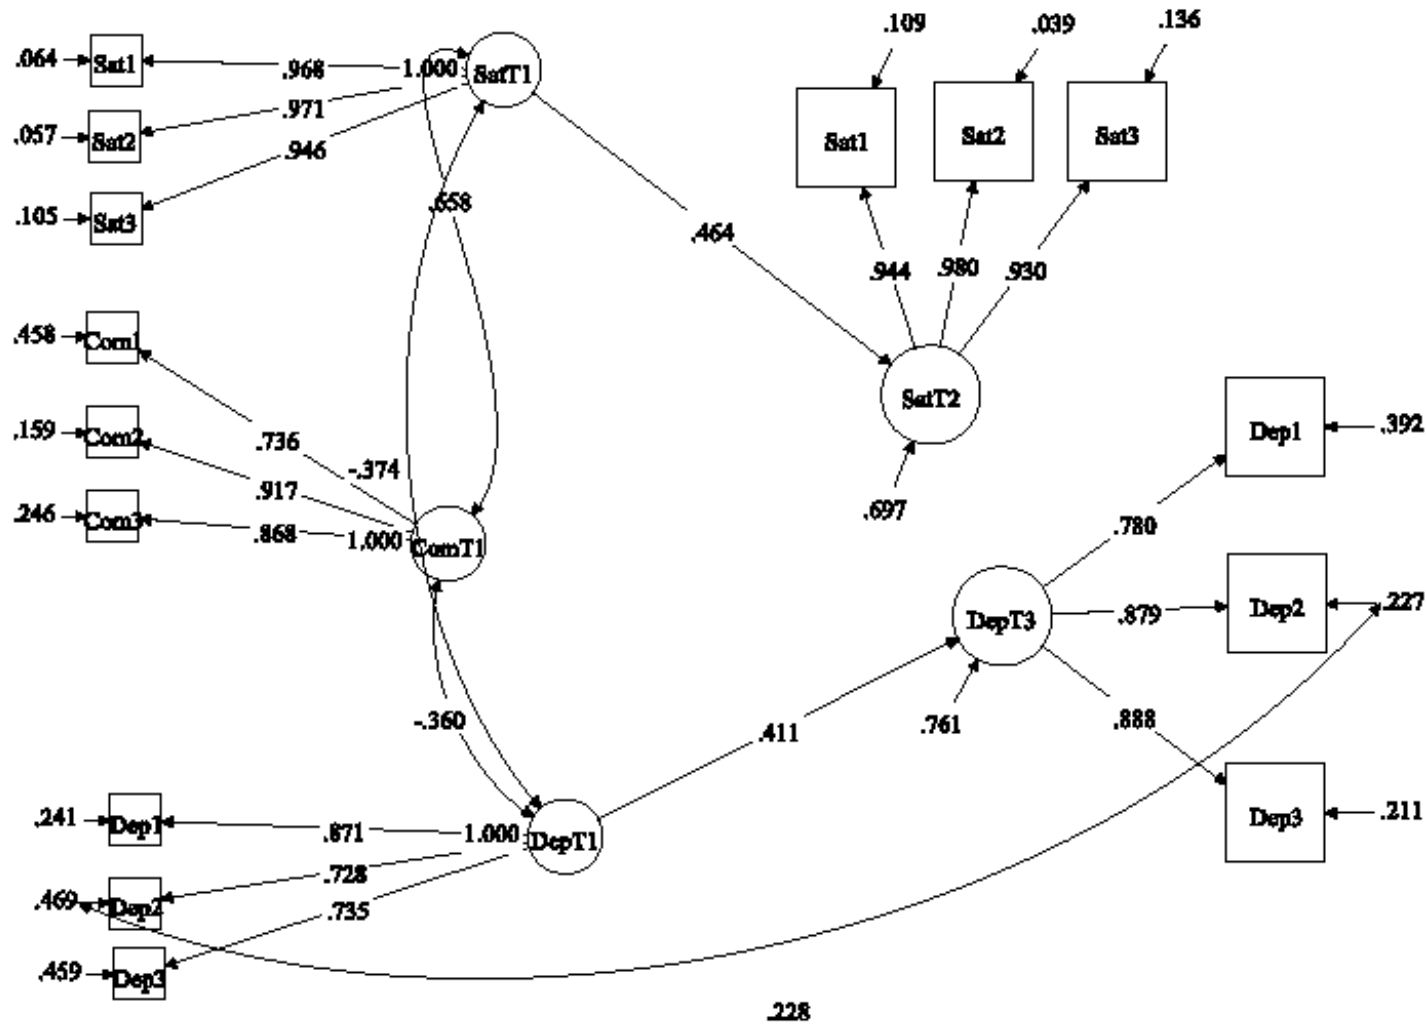 .109
.039
.136
.064
Sat1
.968
1.000
SatT1
.057
Sat2
.971
.946
.105
Sat3
.658
Sat1
Sat2
Sat3
.464
.944
.980
.930
.458
Com1
SatT2
.159
Com2
.736
-.374
.917
.246
Com3
.868
1.000
ComT1
.697
Dep1
.392
.780
DepT3
.879
Dep2
.227
-.360
.411
.761
.888
.241
Dep1
.871
1.000
DepT1
Dep3
.211
.728
.469
Dep2
.735
.459
Dep3
.228